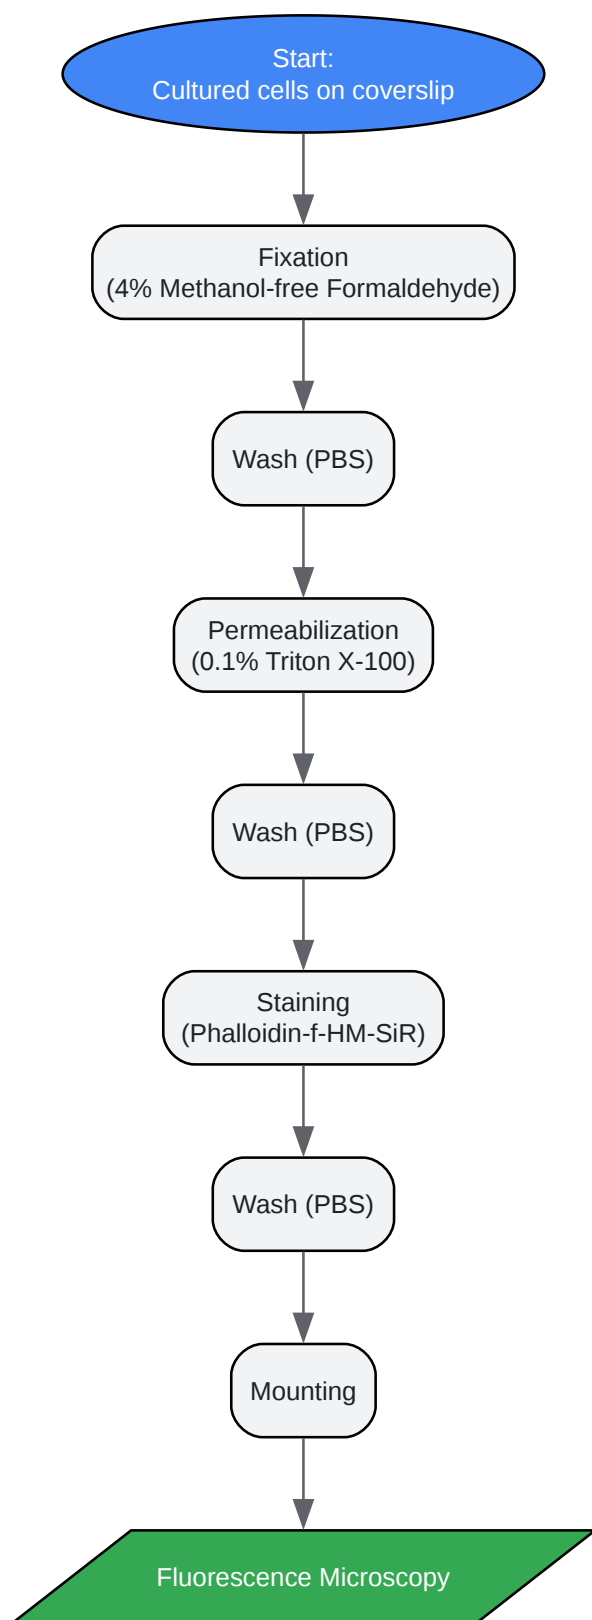 Start:
Cultured cells on coverslip
Fixation
(4% Methanol-free Formaldehyde)
Wash (PBS)
Permeabilization
(0.1% Triton X-100)
Wash (PBS)
Staining
(Phalloidin-f-HM-SiR)
Wash (PBS)
Mounting
Fluorescence Microscopy